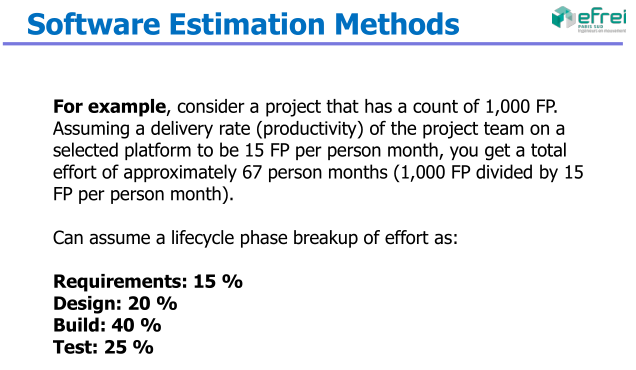 Software Estimation Methods
efrei
PARIS SUD
For example, consider a project that has a count of 1,000 FP.
Assuming a delivery rate (productivity) of the project team on a
selected platform to be 15 FP per person month, you get a total
effort of approximately 67 person months (1,000 FP divided by 15
FP per person month).
Can assume a lifecycle phase breakup of effort as:
Requirements: 15 %
Design: 20 %
Build: 40 %
Test: 25 %